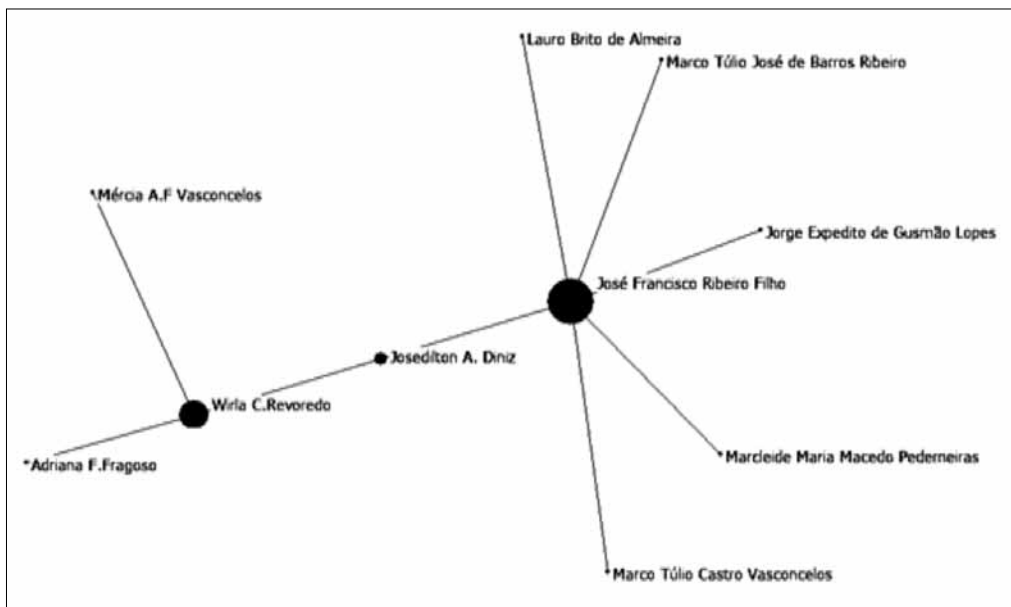 Lauro Brito de Almeira
Marco Túlio José de Barros Ribeiro
Mércia A.F Vasconcelos
Jorge Expedito de Gusmão Lopes
José Francisco Ribeiro Filho
Josedilton A. Diniz
Wirla C.Revoredo
Adriana F.Fragoso
Marcleide Maria Macedo Pederneiras
Marco Túlio Castro Vasconcelos